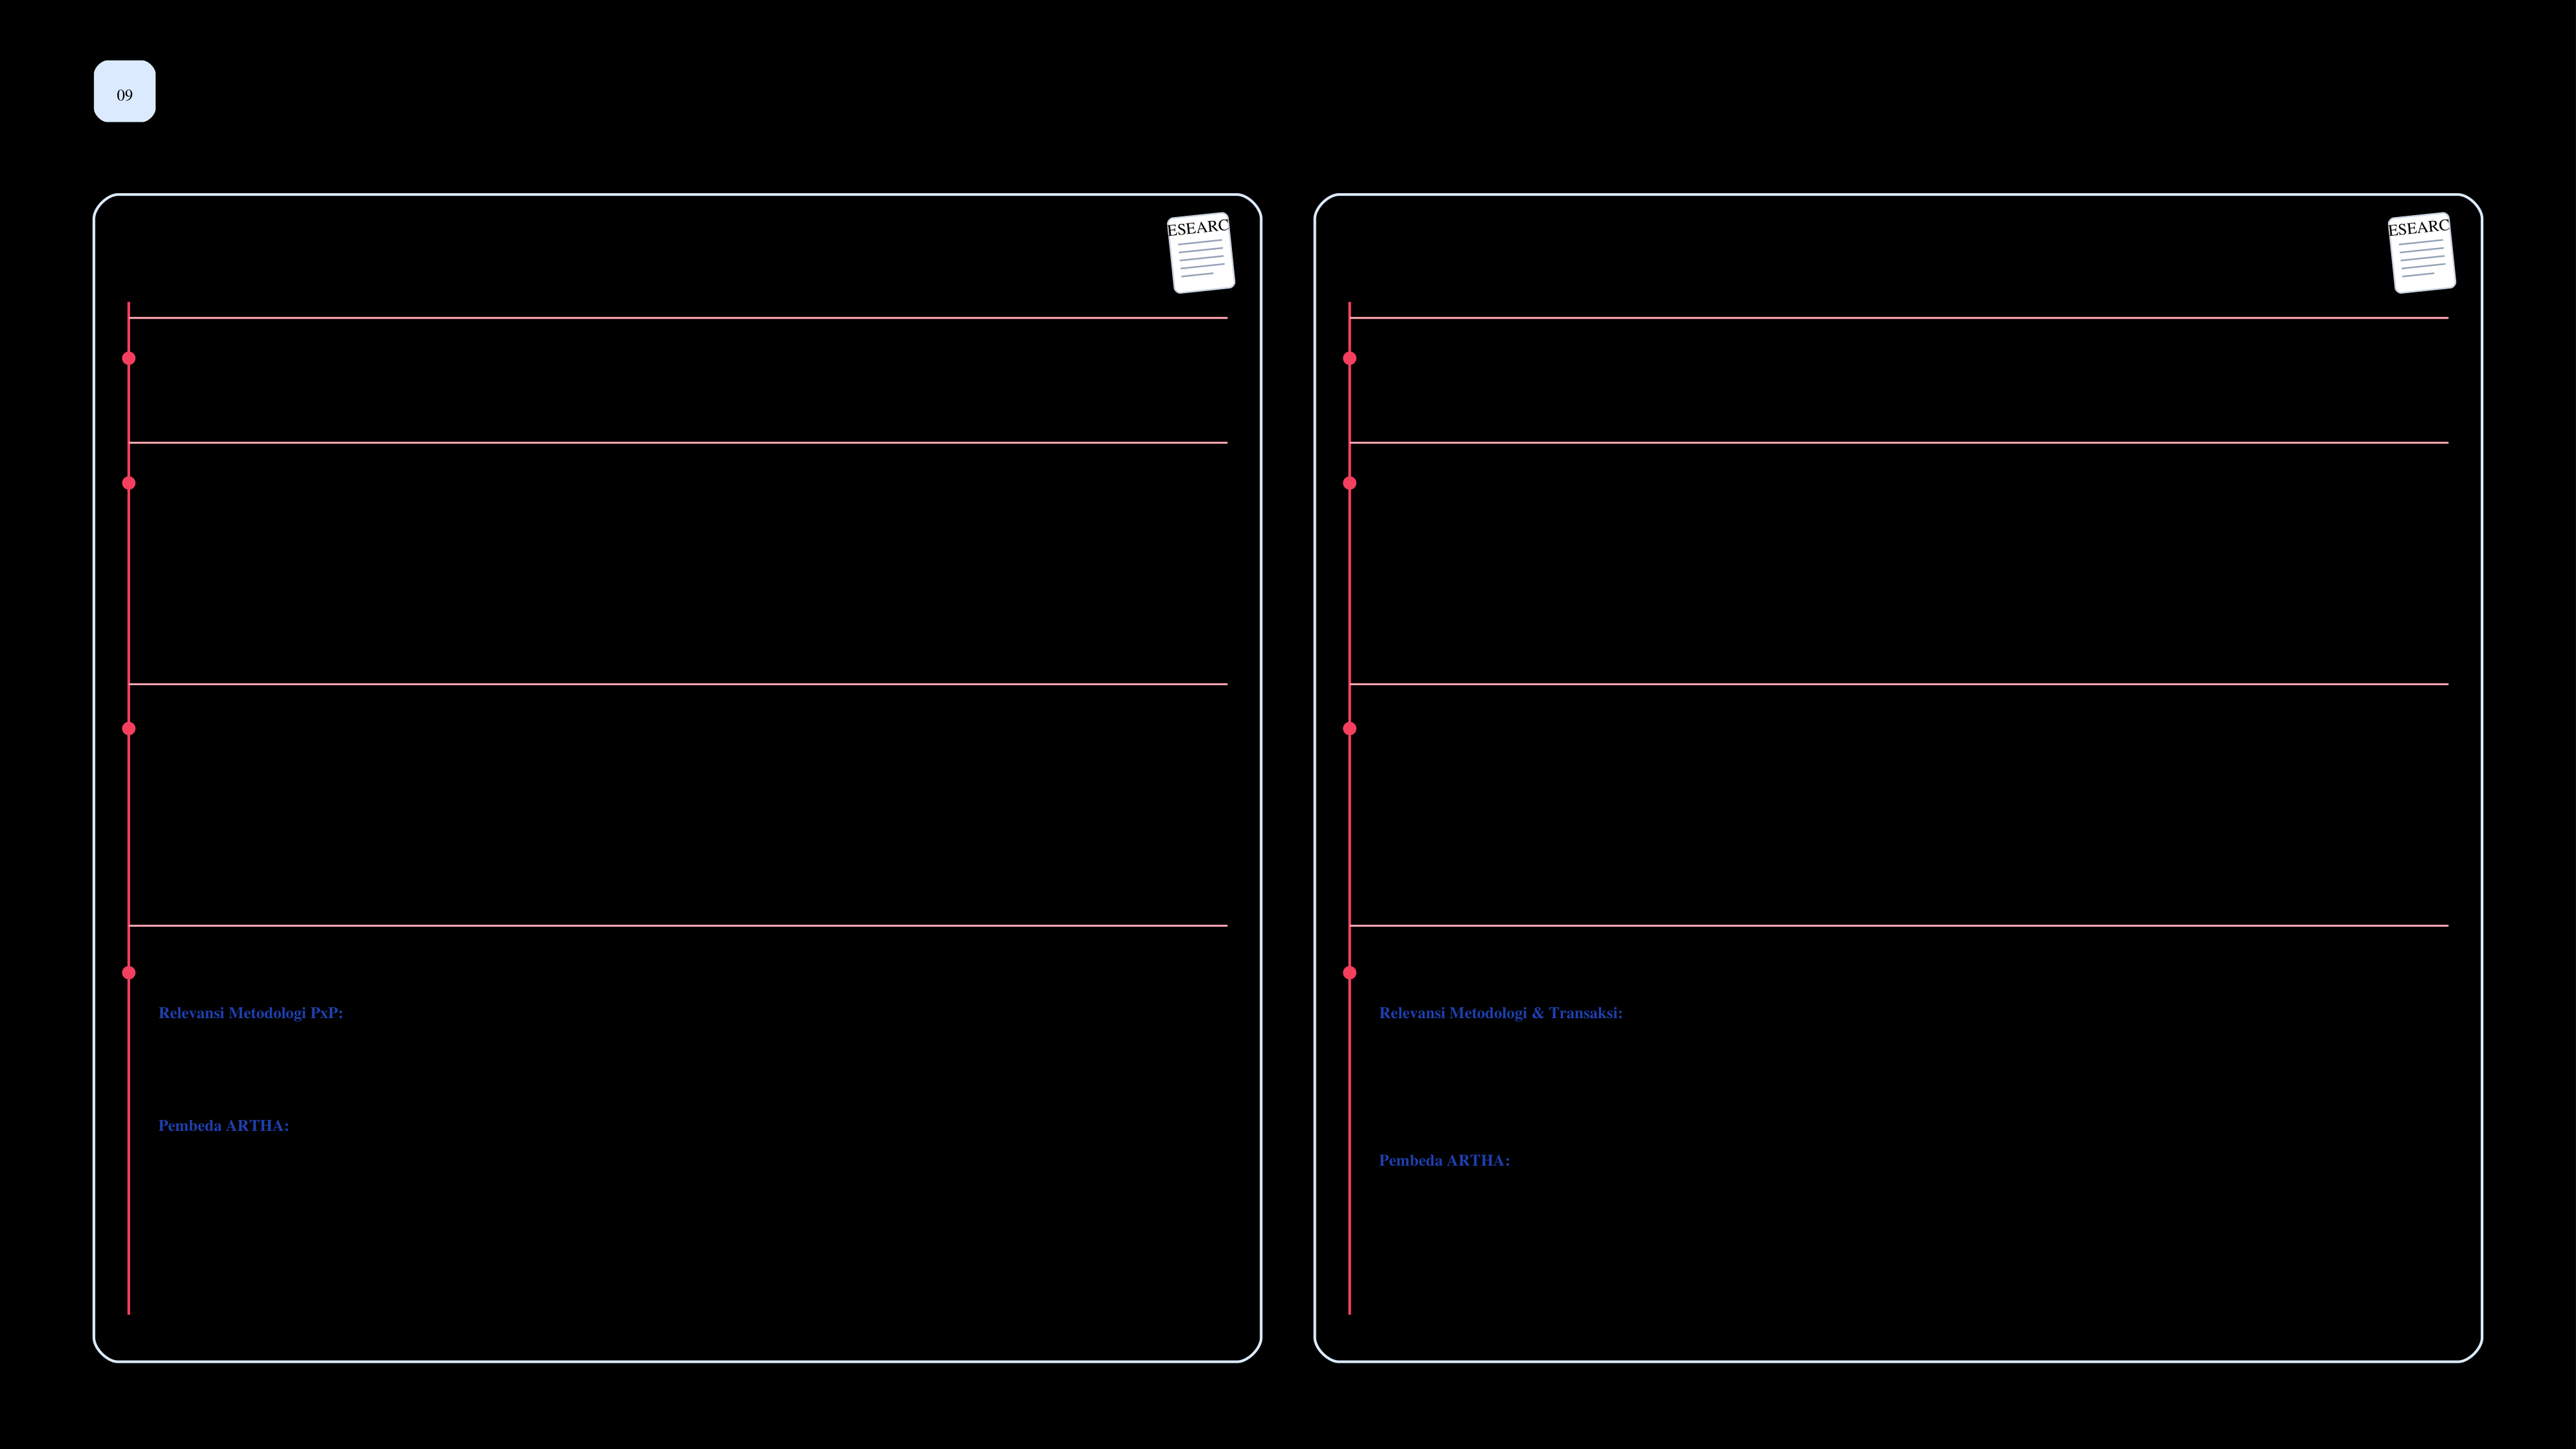 09
ESEARC
Relevansi Metodologi PxP:
Pembeda ARTHA:
ESEARC
Relevansi Metodologi & Transaksi:
Pembeda ARTHA: